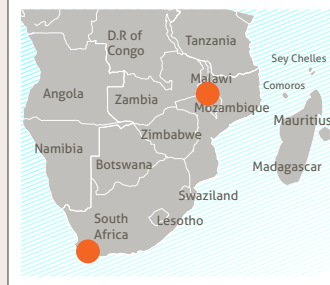 D.R of
Congo
Tanzania
Sey Chelles
Malawi
Comoros
Angola
Zambia
Mozambique
Mauritius
Zimbabwe
Namibia
Botswana
Madagascar
Swaziland
South
Africa
Lesotho